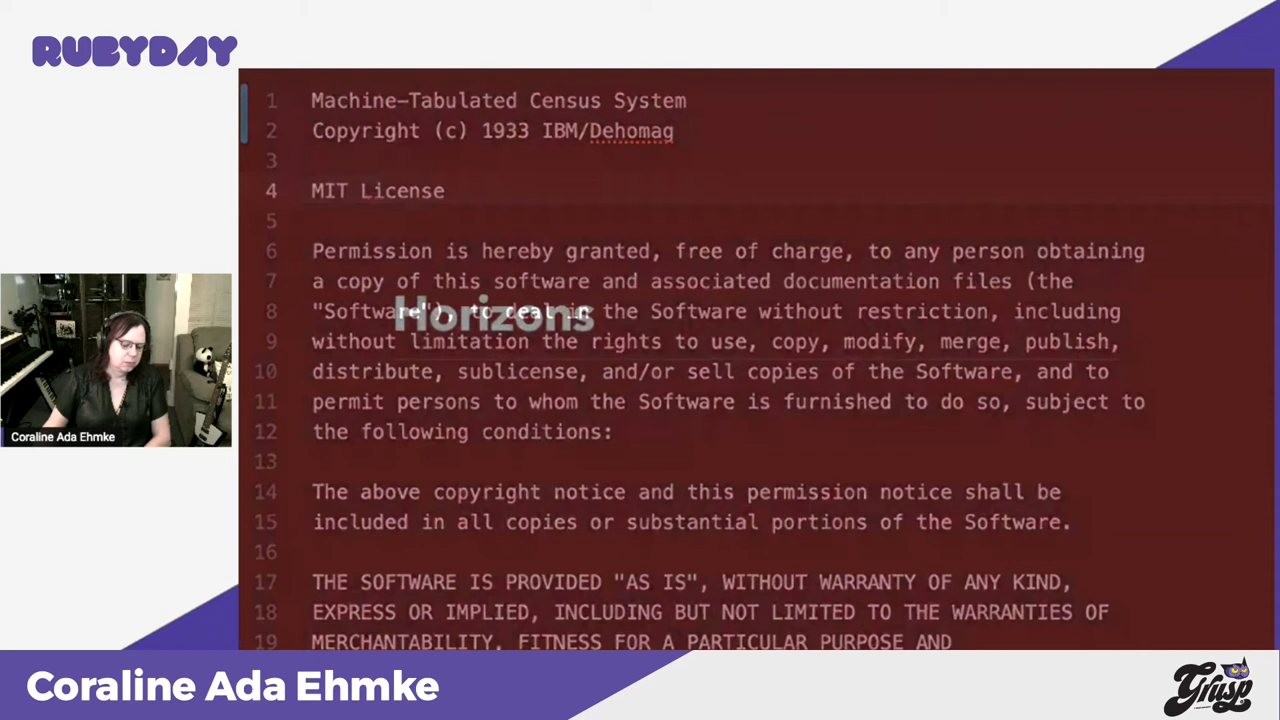 RUBYDAY
1 Machine-Tabulated Census System
2 Copyright (c) 1933 IBM/Dehomag
3
4 MIT License
5
6 Permission is hereby granted, free of charge, to any person obtaining
7 a copy of this software and associated documentation files (the
8 "Software"), to deal in the Software without restriction, including
Horizons
9 without limitation the rights to use, copy, modify, merge, publish,
10 distribute, sublicense, and/or sell copies of the Software, and to
11 permit persons to whom the Software is furnished to do so, subject to
12 the following conditions:
13
14 The above copyright notice and this permission notice shall be
15 included in all copies or substantial portions of the Software.
16
17 THE SOFTWARE IS PROVIDED "AS IS", WITHOUT WARRANTY OF ANY KIND,
18 EXPRESS OR IMPLIED, INCLUDING BUT NOT LIMITED TO THE WARRANTIES OF
19 MERCHANTABILITY, FITNESS FOR A PARTICULAR PURPOSE AND
Coraline Ada Ehmke
Coraline Ada Ehmke
Grusp